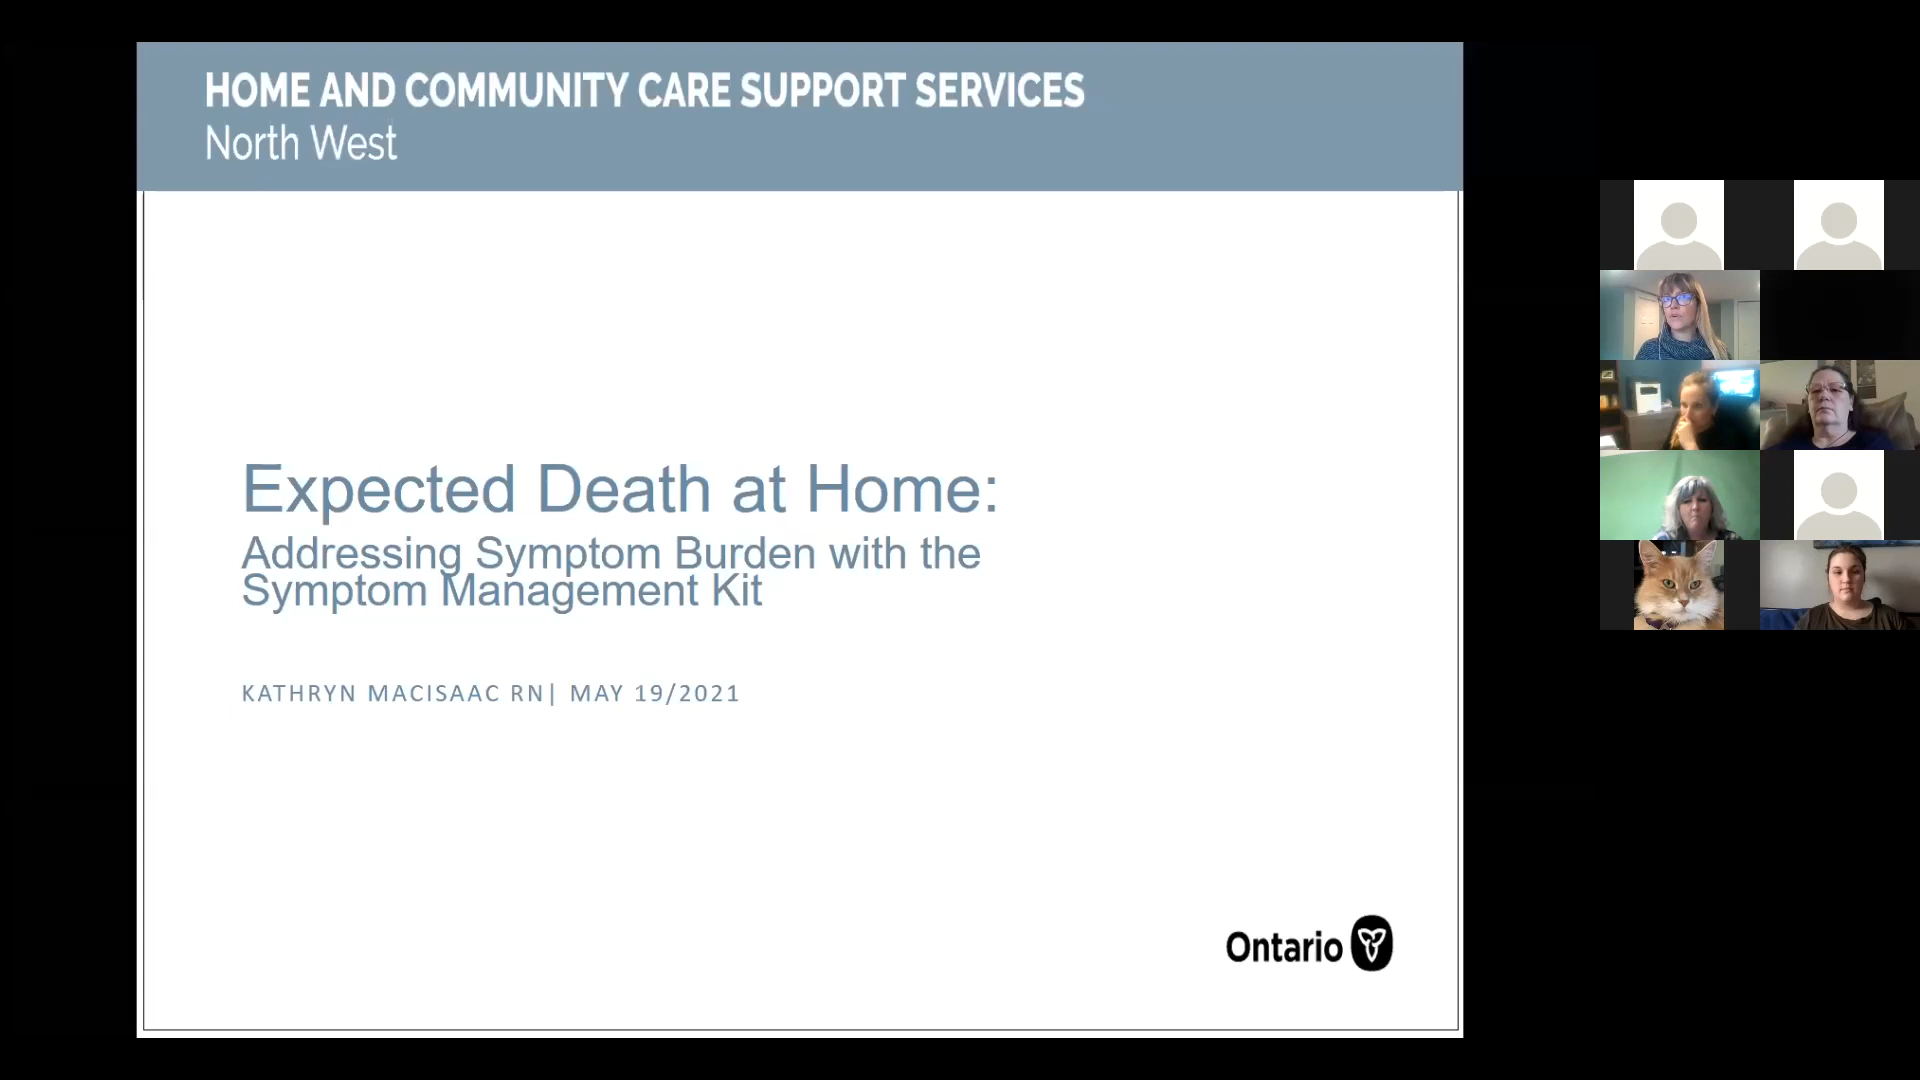 HOME AND COMMUNITY CARE SUPPORT SERVICES
North West
Expected Death at Home:
Addressing Symptom Burden with the
Symptom Management Kit
KATHRYN MACISAAC RN| MAY 19/2021
Ontario